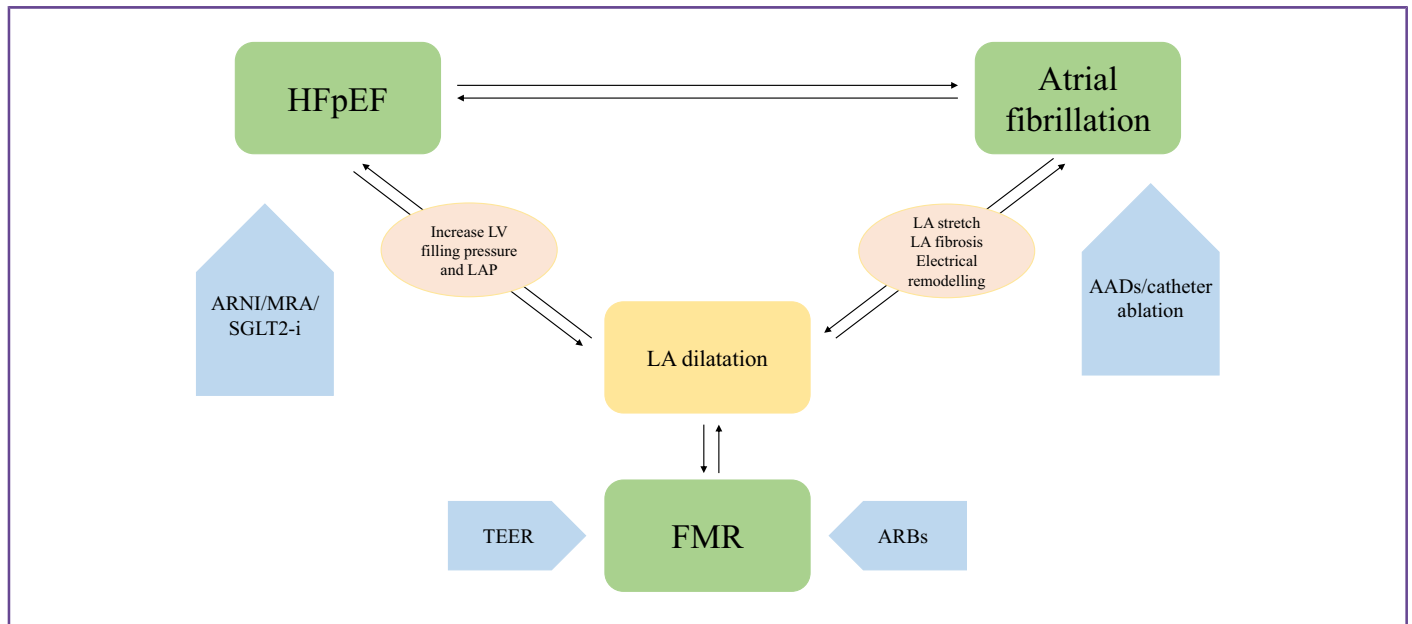 HFpEF
Atrial
fibrillation
Increase LV
filling pressure
and LAP
LA stretch
LA fibrosis
Electrical
remodelling
ARNI/MRA/
SGLT2-i
AADs/catheter
ablation
LA dilatation
TEER
FMR
ARBs